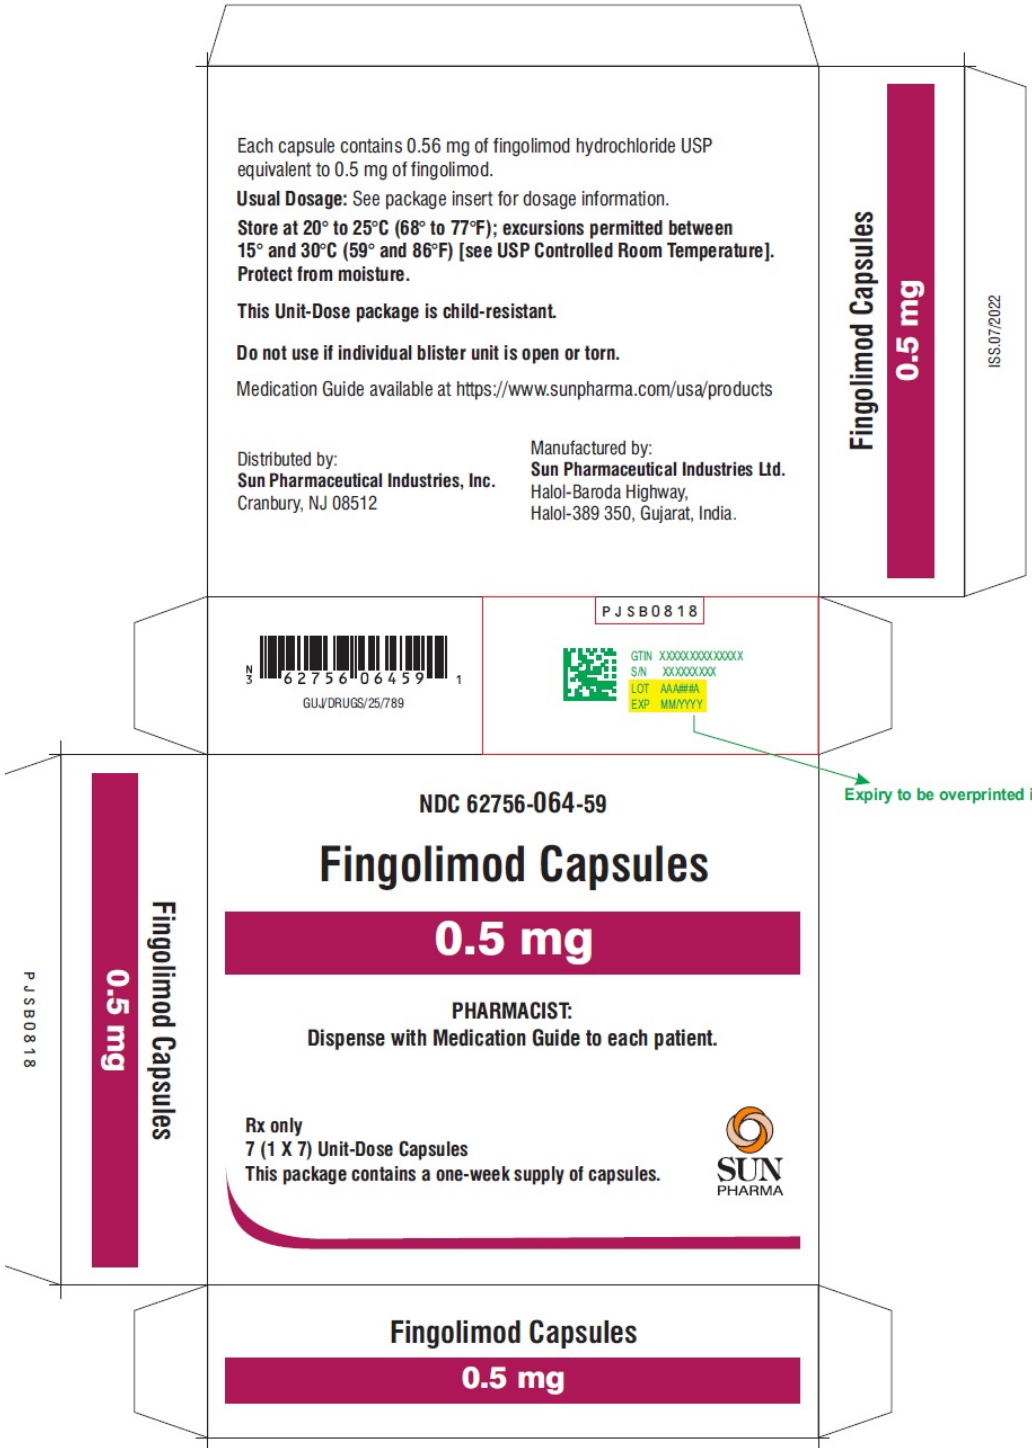 Each capsule contains 0.56 mg of fingolimod hydrochloride USP
equivalent to 0.5 mg of fingolimod.
Usual Dosage: See package insert for dosage information.
Store at 20° to 25°C (68° to 77°F); excursions permitted between
15° and 30°C (59° and 86°F) [see USP Controlled Room Temperature].
Protect from moisture.
This Unit-Dose package is child-resistant.
Do not use if individual blister unit is open or torn.
Medication Guide available at https://www.sunpharma.com/usa/products
Distributed by:
Sun Pharmaceutical Industries, Inc.
Cranbury, NJ 08512
Manufactured by:
Sun Pharmaceutical Industries Ltd.
Halol-Baroda Highway,
Halol-389 350, Gujarat, India.
Fingolimod Capsules
0.5 mg
ISS.07/2022
N
3 62756 06459 1
GUJ/DRUGS/25/789
PJSB0818
GTIN XXXXXXXXXXXXXX
S/N XXXXXXXXX
LOT AAA###A
EXP MM/YYYY
Expiry to be overprinted i
NDC 62756-064-59
Fingolimod Capsules
0.5 mg
PHARMACIST:
Dispense with Medication Guide to each patient.
Rx only
7 (1 X 7) Unit-Dose Capsules
This package contains a one-week supply of capsules.
SUN
PHARMA
Fingolimod Capsules
0.5 mg
PJSB0818
Fingolimod Capsules
0.5 mg